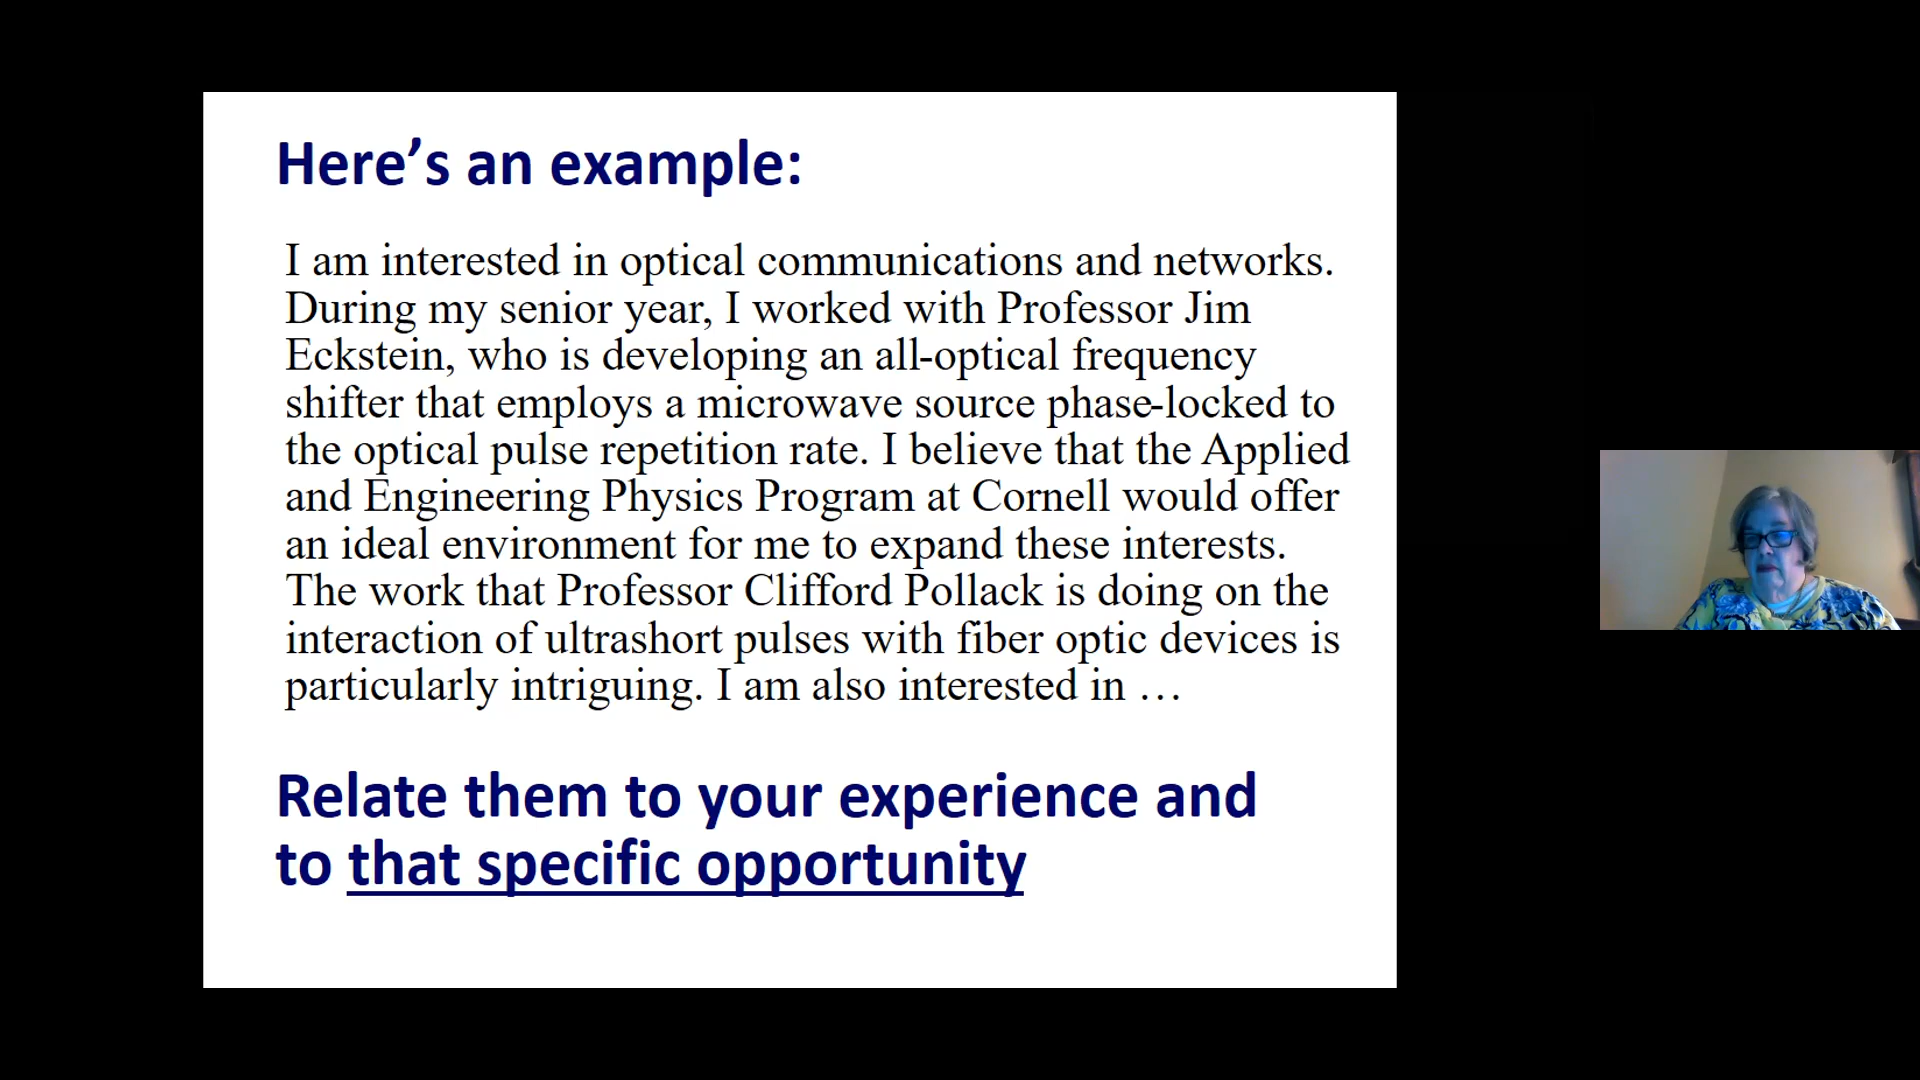 Here’s an example:
I am interested in optical communications and networks.
During my senior year, I worked with Professor Jim
Eckstein, who is developing an all-optical frequency
shifter that employs a microwave source phase-locked to
the optical pulse repetition rate. I believe that the Applied
and Engineering Physics Program at Cornell would offer
an ideal environment for me to expand these interests.
The work that Professor Clifford Pollack is doing on the
interaction of ultrashort pulses with fiber optic devices is
particularly intriguing. I am also interested in …
Relate them to your experience and
to that specific opportunity